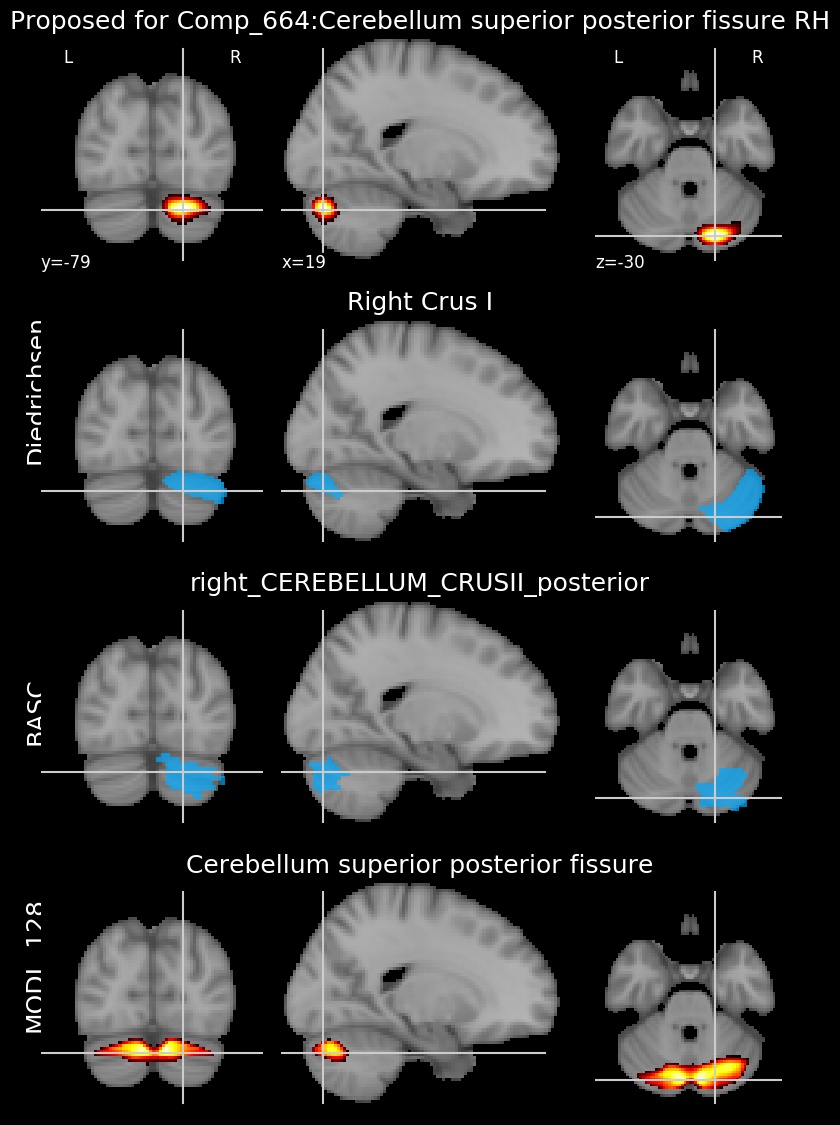 Proposed for Comp_664:Cerebellum superior posterior fissure RH
L R L R
y=-79 x=19 z=-30
Right Crus I
Diedrichsen
right_CEREBELLUM_CRUSII_posterior
BASC
Cerebellum superior posterior fissure
MODL 128